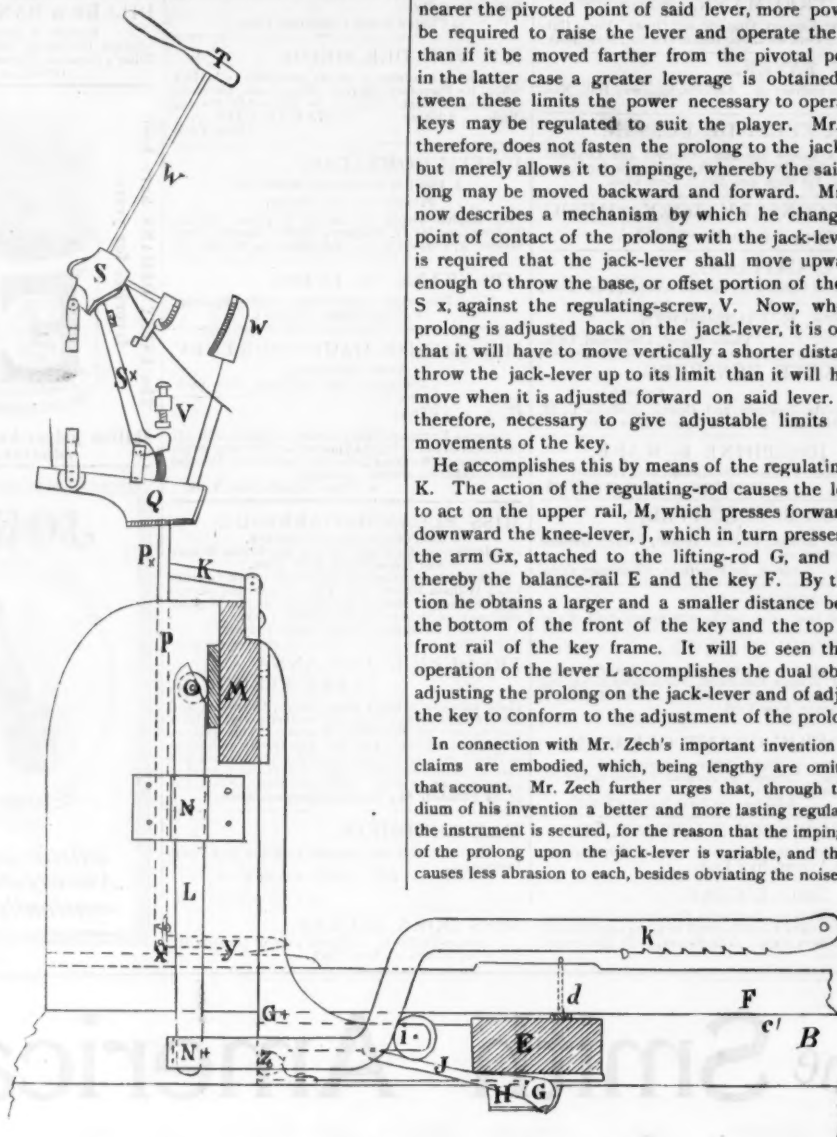 nearer the pivoted point of said lever, more pow
be required to raise the lever and operate the
than if it be moved farther from the pivotal po
in the latter case a greater leverage is obtained
tween these limits the power necessary to oper
keys may be regulated to suit the player. Mr.
therefore, does not fasten the prolong to the jack
but merely allows it to impinge, whereby the sai
long may be moved backward and forward. M
now describes a mechanism by which he chang
point of contact of the prolong with the jack-lev
is required that the jack-lever shall move upwa
enough to throw the base, or offset portion of the
S x, against the regulating-screw, V. Now, wh
prolong is adjusted back on the jack-lever, it is o
that it will have to move vertically a shorter dista
throw the jack-lever up to its limit than it will h
move when it is adjusted forward on said lever.
therefore, necessary to give adjustable limits
movements of the key.
He accomplishes this by means of the regulatin
K. The action of the regulating-rod causes the l
to act on the upper rail, M, which presses forwar
downward the knee-lever, J, which in turn presses
the arm Gx, attached to the lifting-rod G, and
thereby the balance-rail E and the key F. By t
tion he obtains a larger and a smaller distance be
the bottom of the front of the key and the top
front rail of the key frame. It will be seen th
operation of the lever L accomplishes the dual ob
adjusting the prolong on the jack-lever and of adj
the key to conform to the adjustment of the prolo
In connection with Mr. Zech's important invention
claims are embodied, which, being lengthy are omit
that account. Mr. Zech further urges that, through t
dium of his invention a better and more lasting regula
the instrument is secured, for the reason that the imping
of the prolong upon the jack-lever is variable, and th
causes less abrasion to each, besides obviating the noise
T
W
S
w
Sx
V
Q
Px
K
P
M
N
L
y
K
d
F
G+
c'
I
E
B
N+
J
H
G